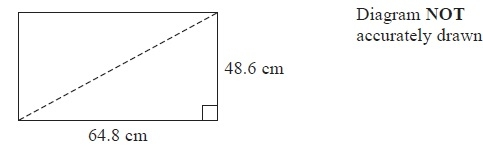 Diagram NOT
accurately drawn
48.6 cm
64.8 cm